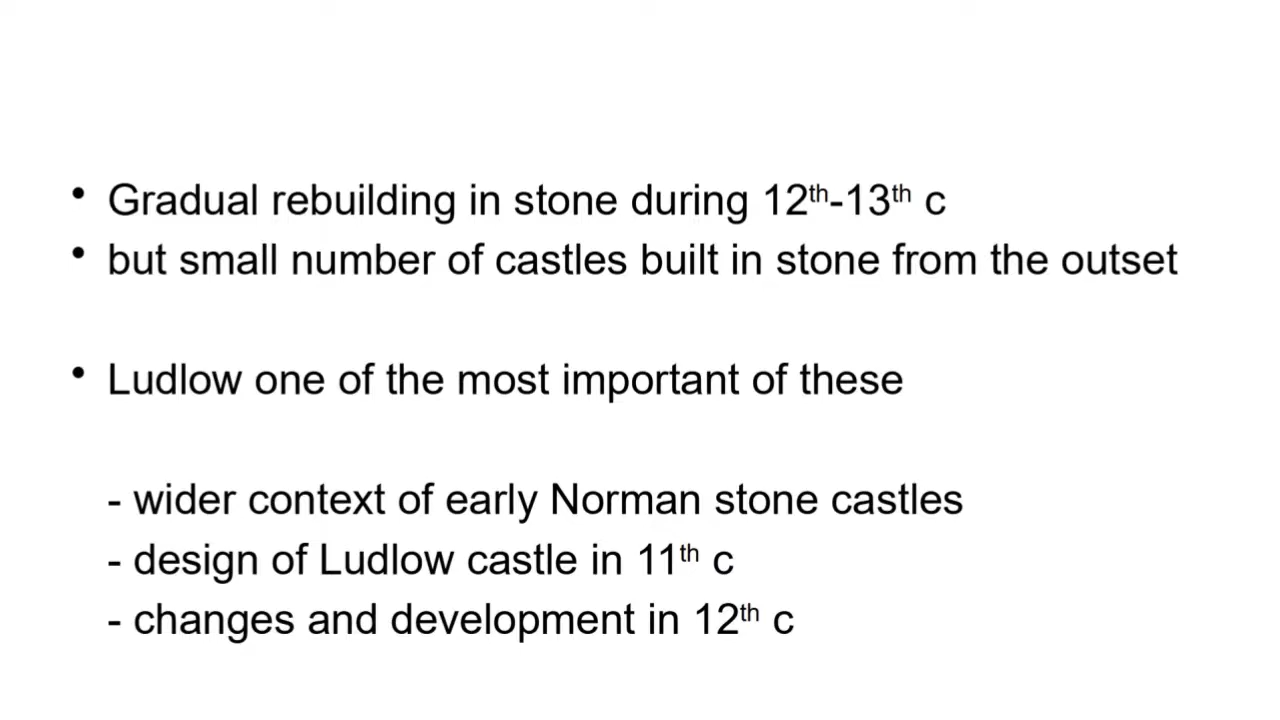 • Gradual rebuilding in stone during 12th-13th c
• but small number of castles built in stone from the outset
• Ludlow one of the most important of these
- wider context of early Norman stone castles
- design of Ludlow castle in 11th c
- changes and development in 12th c